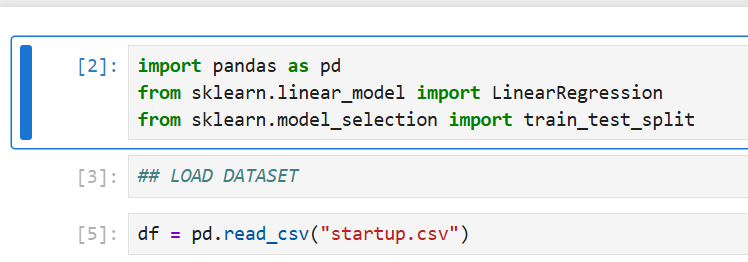 [2]: import pandas as pd
from sklearn.linear_model import LinearRegression
from sklearn.model_selection import train_test_split
[3]: ## LOAD DATASET
[5]: df = pd.read_csv("startup.csv")